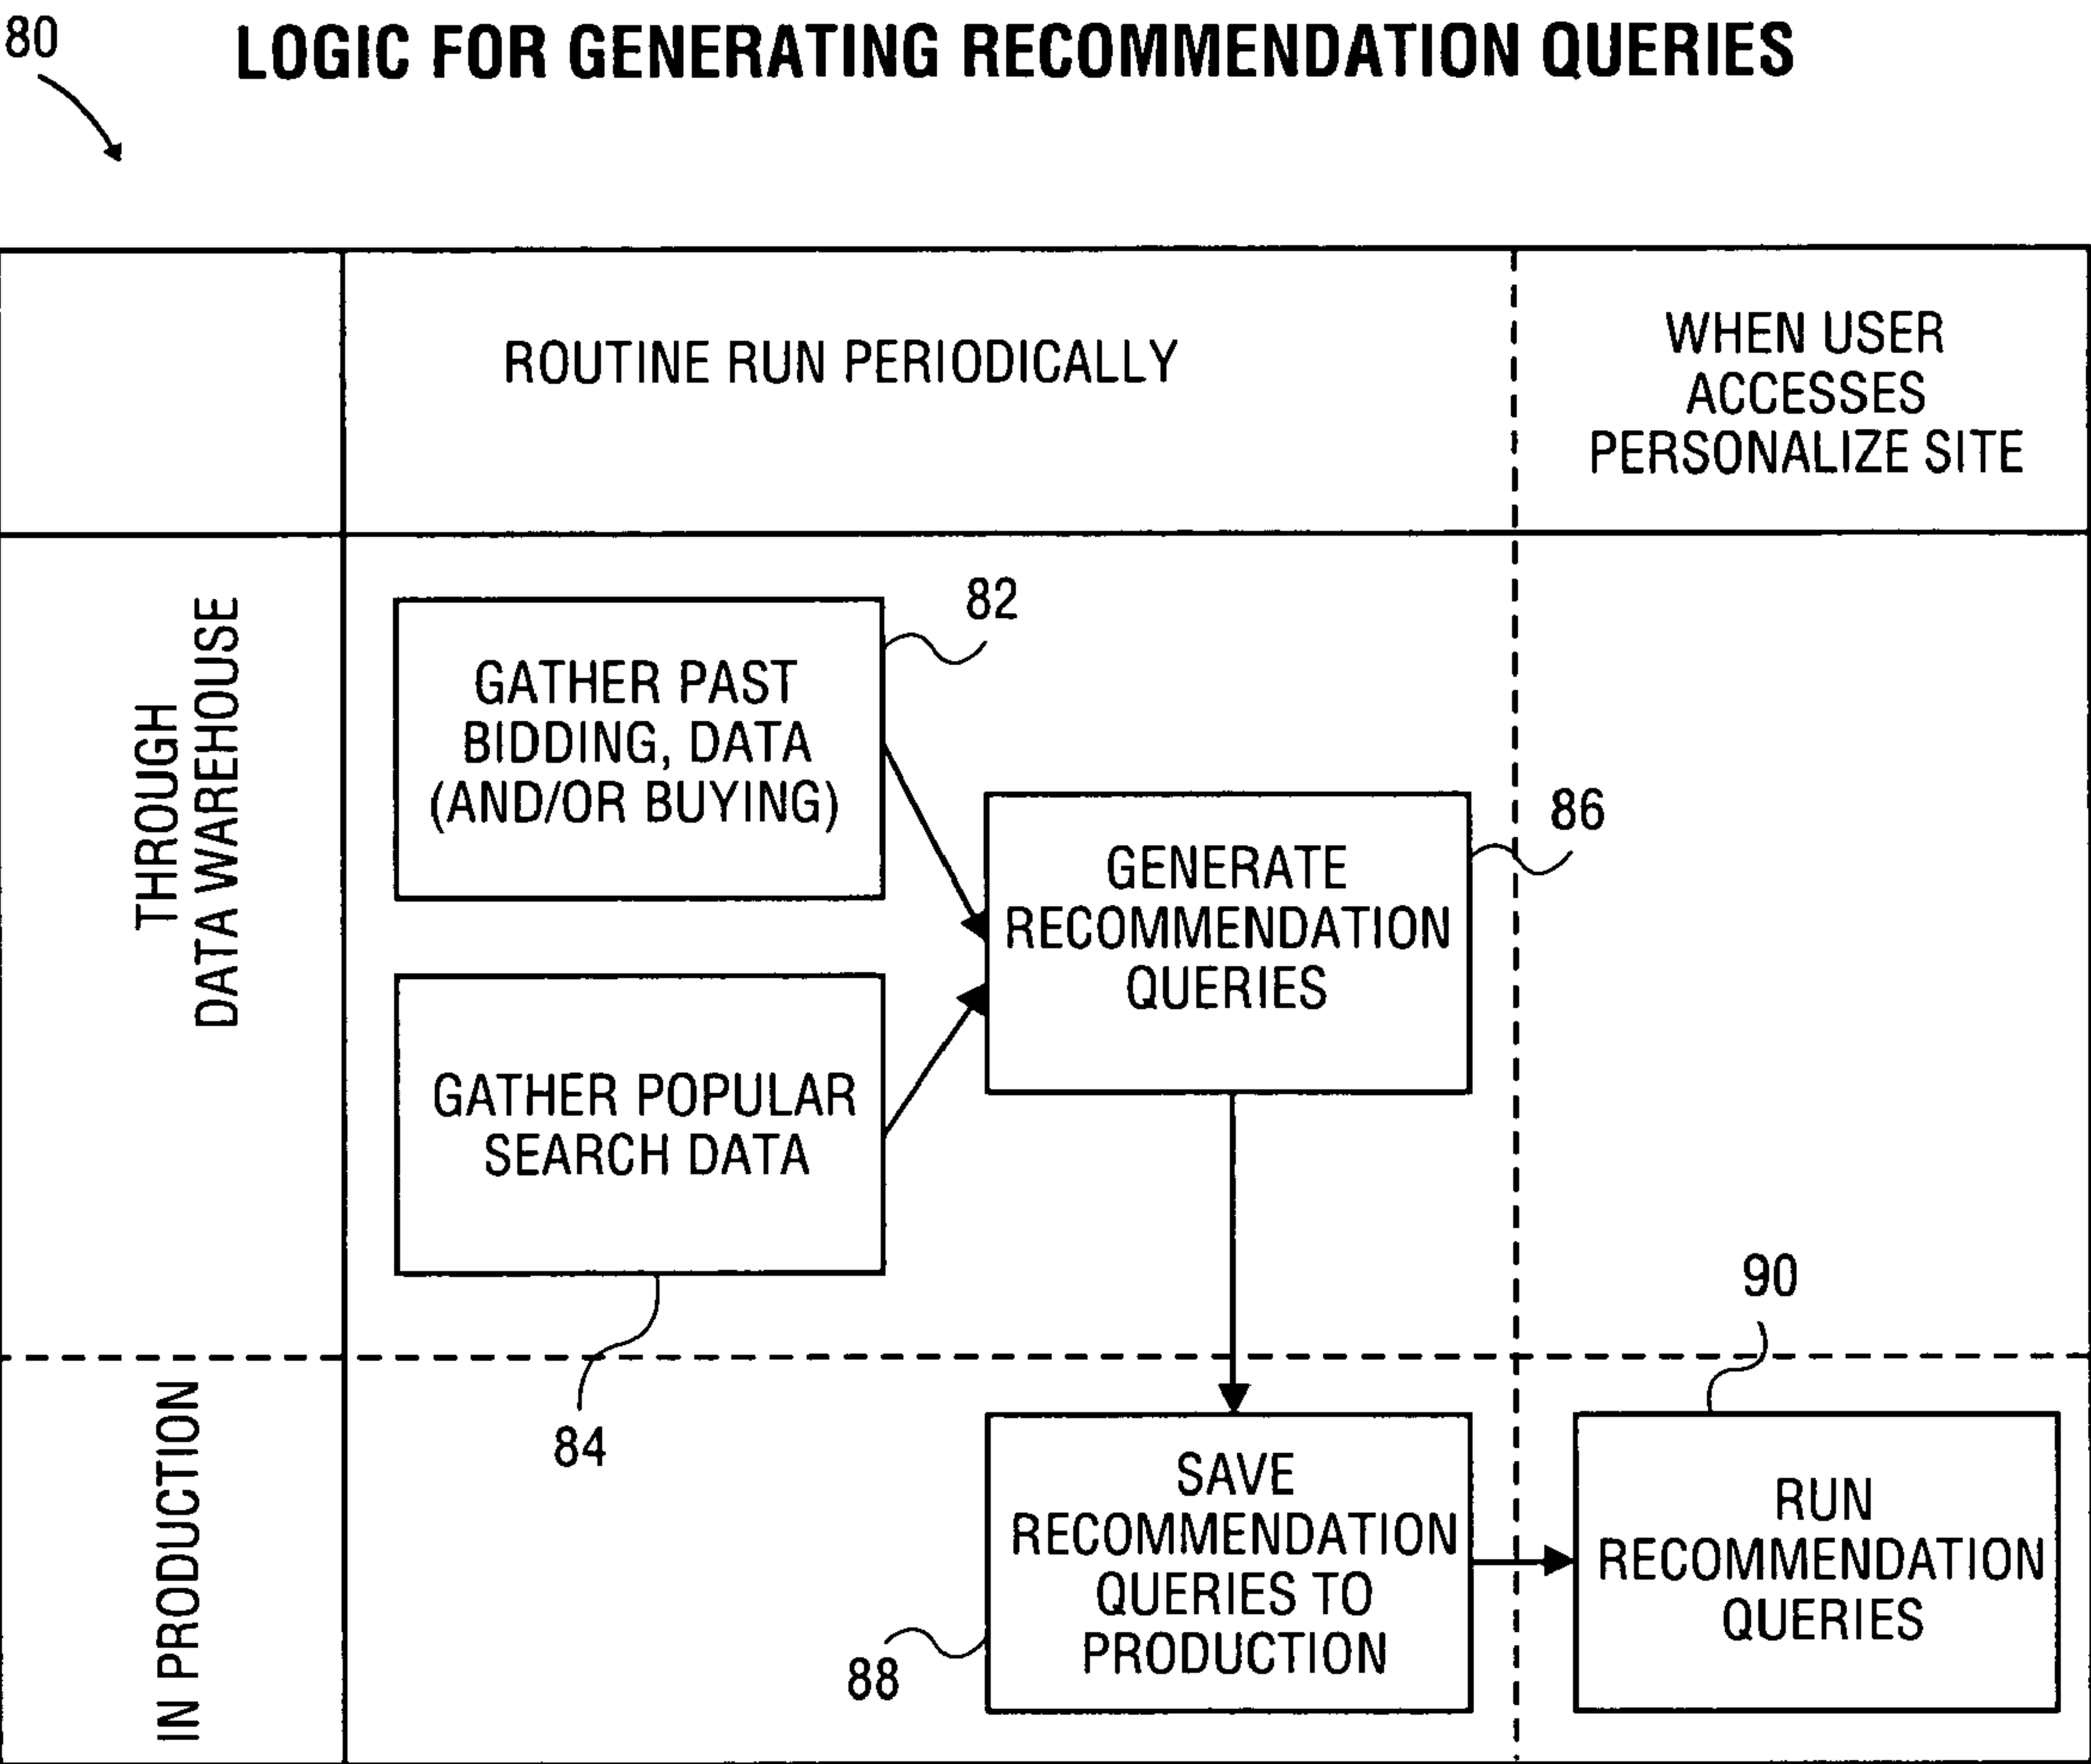 80
LOGIC FOR GENERATING RECOMMENDATION QUERIES
ROUTINE RUN PERIODICALLY
WHEN USER
ACCESSES
PERSONALIZE SITE
THROUGH
DATA WAREHOUSE
GATHER PAST
BIDDING, DATA
(AND/OR BUYING)
82
GENERATE
RECOMMENDATION
QUERIES
86
GATHER POPULAR
SEARCH DATA
84
IN PRODUCTION
SAVE
RECOMMENDATION
QUERIES TO
PRODUCTION
88
90
RUN
RECOMMENDATION
QUERIES